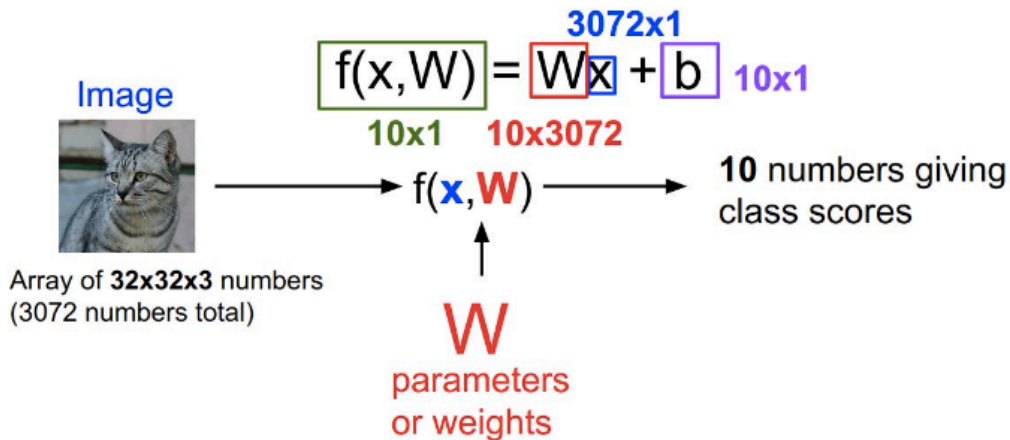 3072x1
f(x,W) = Wx + b 10x1
10x1 10x3072
Image
f(x,W)
10 numbers giving
class scores
Array of 32x32x3 numbers
(3072 numbers total)
W
parameters
or weights